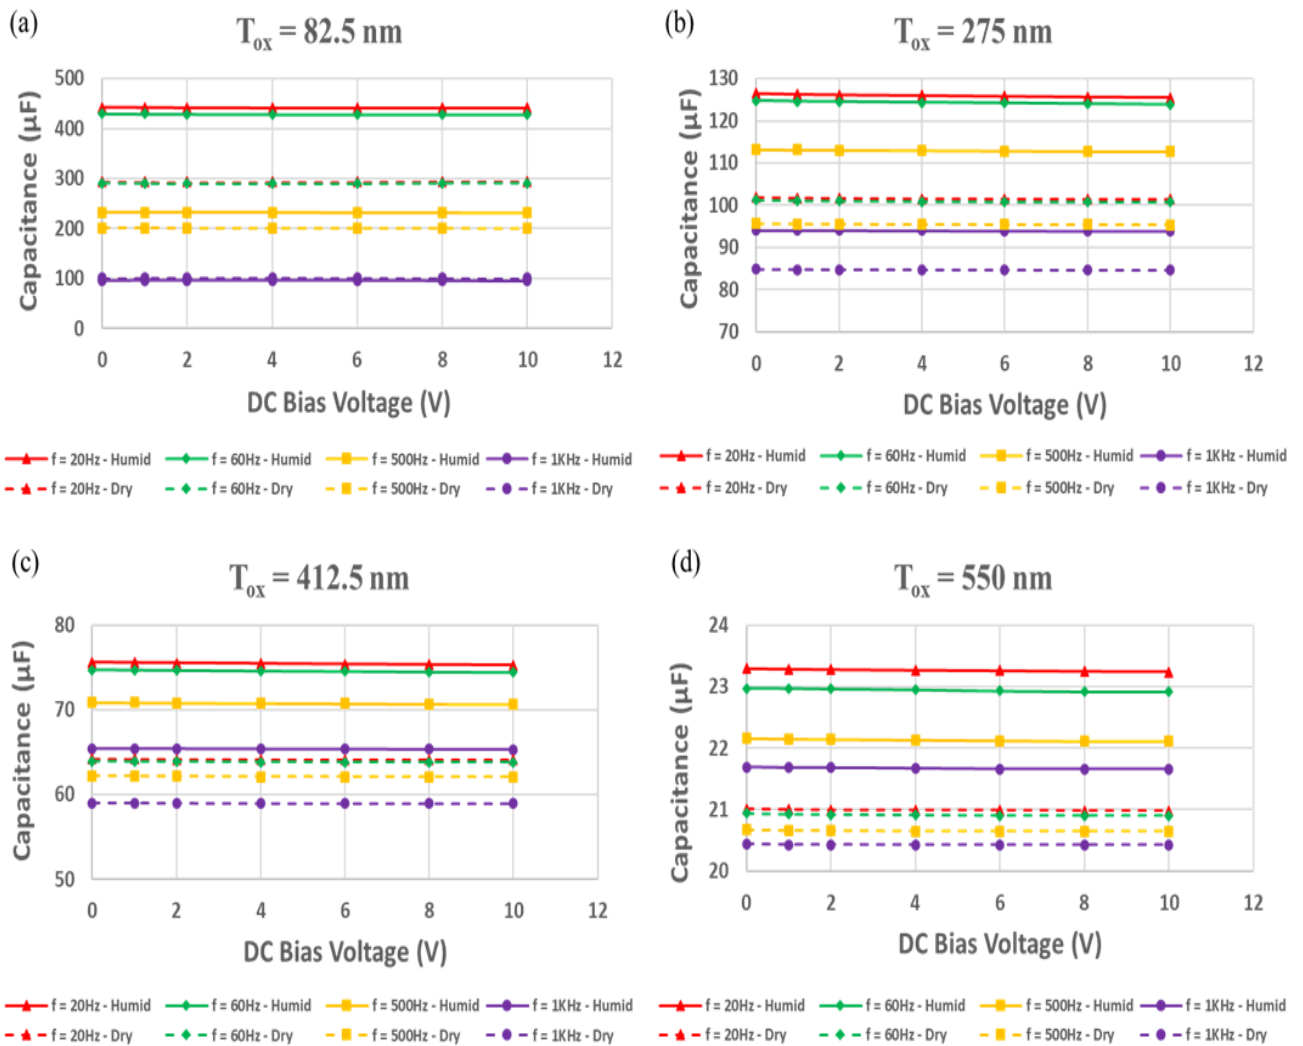 (a)
Tox = 82.5 nm
500
400
300
200
100
0
Capacitance (µF)
0 2 4 6 8 10 12
DC Bias Voltage (V)
f = 20Hz - Humid f = 60Hz - Humid f = 500Hz - Humid f = 1KHz - Humid
f = 20Hz - Dry f = 60Hz - Dry f = 500Hz - Dry f = 1KHz - Dry
(b)
Tox = 275 nm
130
120
110
100
90
80
70
Capacitance (µF)
0 2 4 6 8 10 12
DC Bias Voltage (V)
f = 20Hz - Humid f = 60Hz - Humid f = 500Hz - Humid f = 1KHz - Humid
f = 20Hz - Dry f = 60Hz - Dry f = 500Hz - Dry f = 1KHz - Dry
(c)
Tox = 412.5 nm
80
70
60
50
Capacitance (µF)
0 2 4 6 8 10 12
DC Bias Voltage (V)
f = 20Hz - Humid f = 60Hz - Humid f = 500Hz - Humid f = 1KHz - Humid
f = 20Hz - Dry f = 60Hz - Dry f = 500Hz - Dry f = 1KHz - Dry
(d)
Tox = 550 nm
24
23
22
21
20
Capacitance (µF)
0 2 4 6 8 10 12
DC Bias Voltage (V)
f = 20Hz - Humid f = 60Hz - Humid f = 500Hz - Humid f = 1KHz - Humid
f = 20Hz - Dry f = 60Hz - Dry f = 500Hz - Dry f = 1KHz - Dry